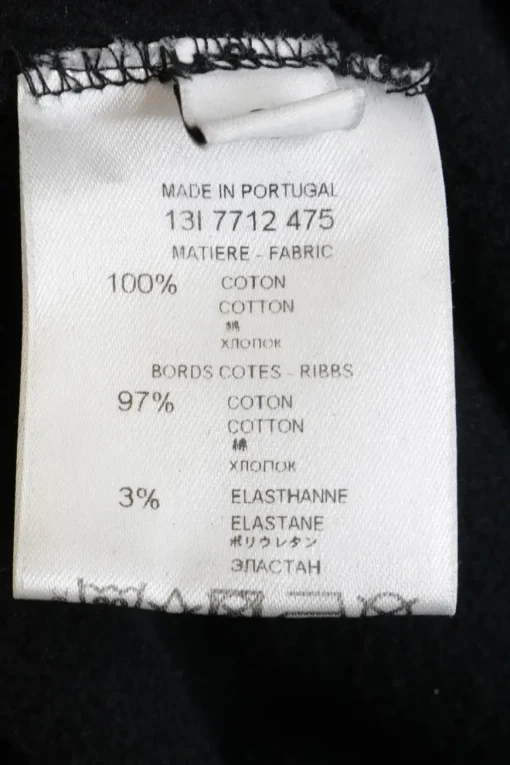 MADE IN PORTUGAL
13I 7712 475
MATIERE - FABRIC
100% COTON
COTTON
綿
ХЛОПОК
BORDS COTES - RIBBS
97% COTON
COTTON
綿
ХЛОПОК
3% ELASTHANNE
ELASTANE
ポリウレタン
ЭЛАСТАН